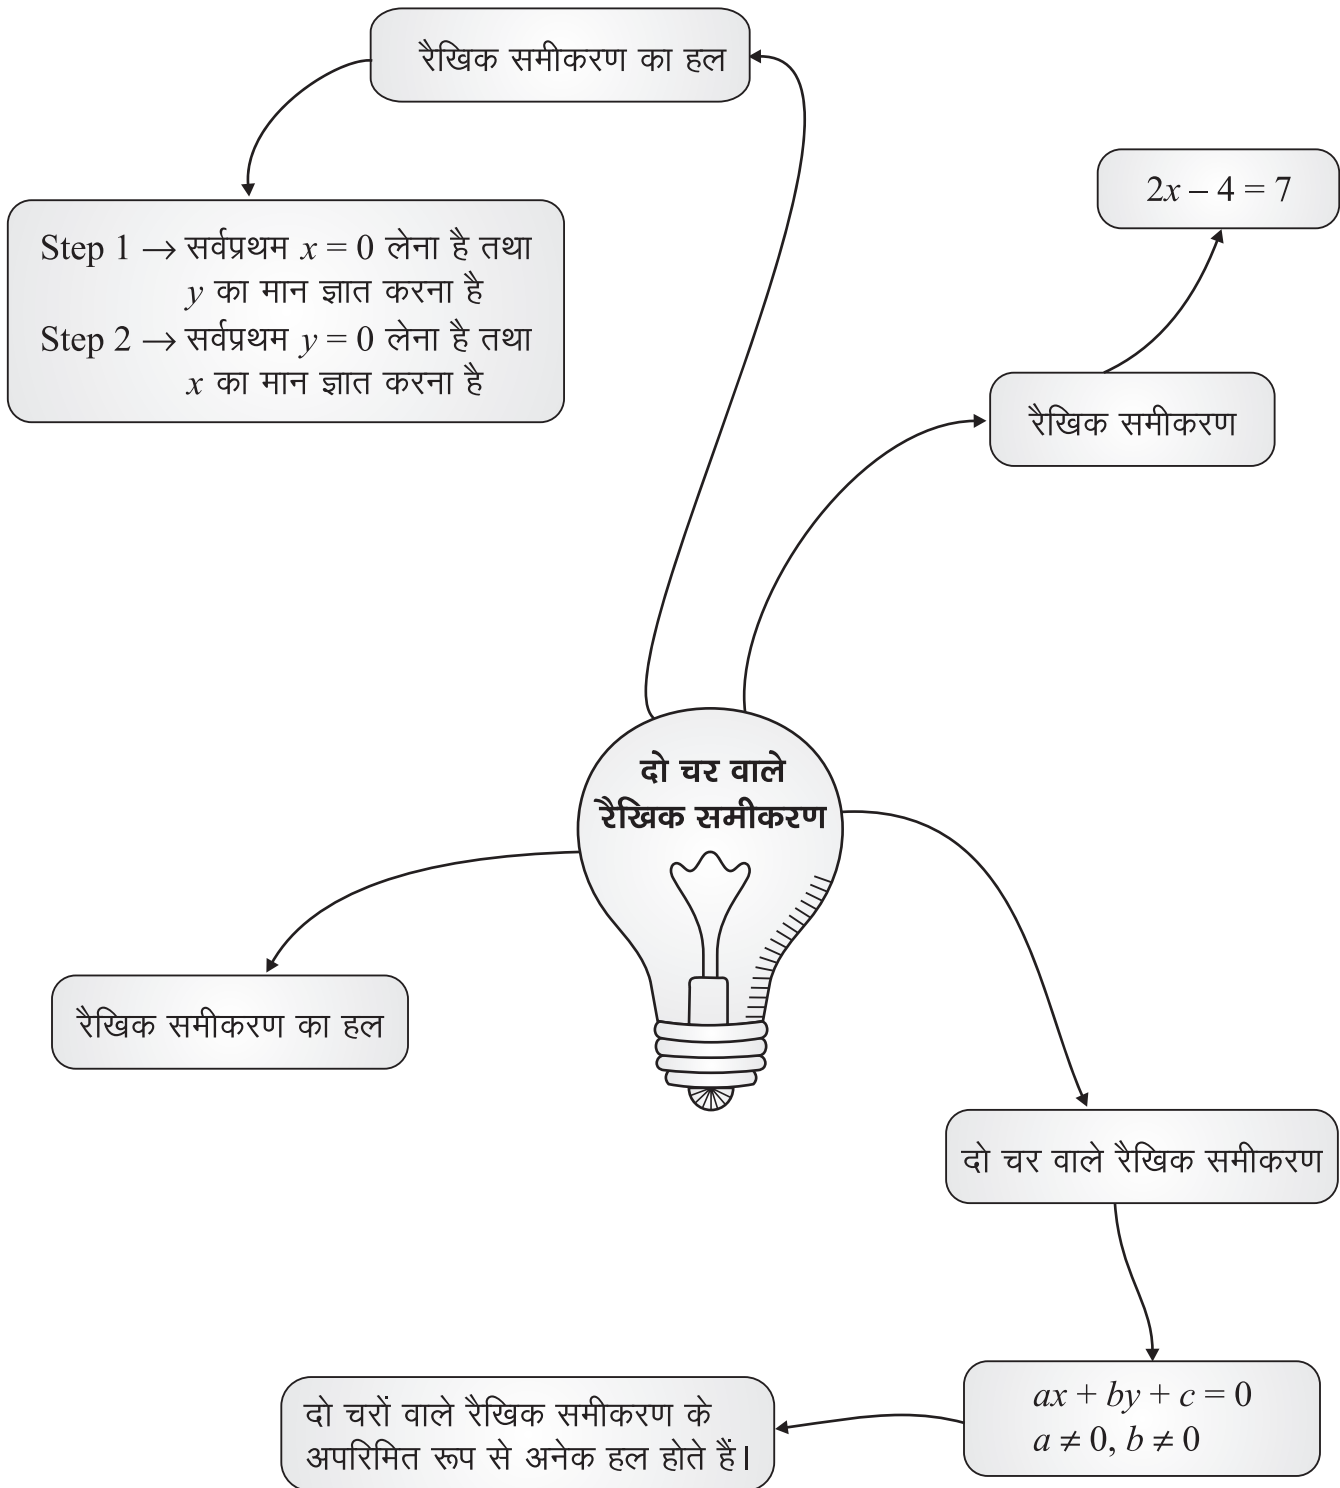 रैखिक समीकरण का हल
2x – 4 = 7
Step 1 → सर्वप्रथम x = 0 लेना है तथा
y का मान ज्ञात करना है
Step 2 → सर्वप्रथम y = 0 लेना है तथा
x का मान ज्ञात करना है
रैखिक समीकरण
दो चर वाले
रैखिक समीकरण
रैखिक समीकरण का हल
दो चर वाले रैखिक समीकरण
ax + by + c = 0
a ≠ 0, b ≠ 0
दो चरों वाले रैखिक समीकरण के
अपरिमित रूप से अनेक हल होते हैं।